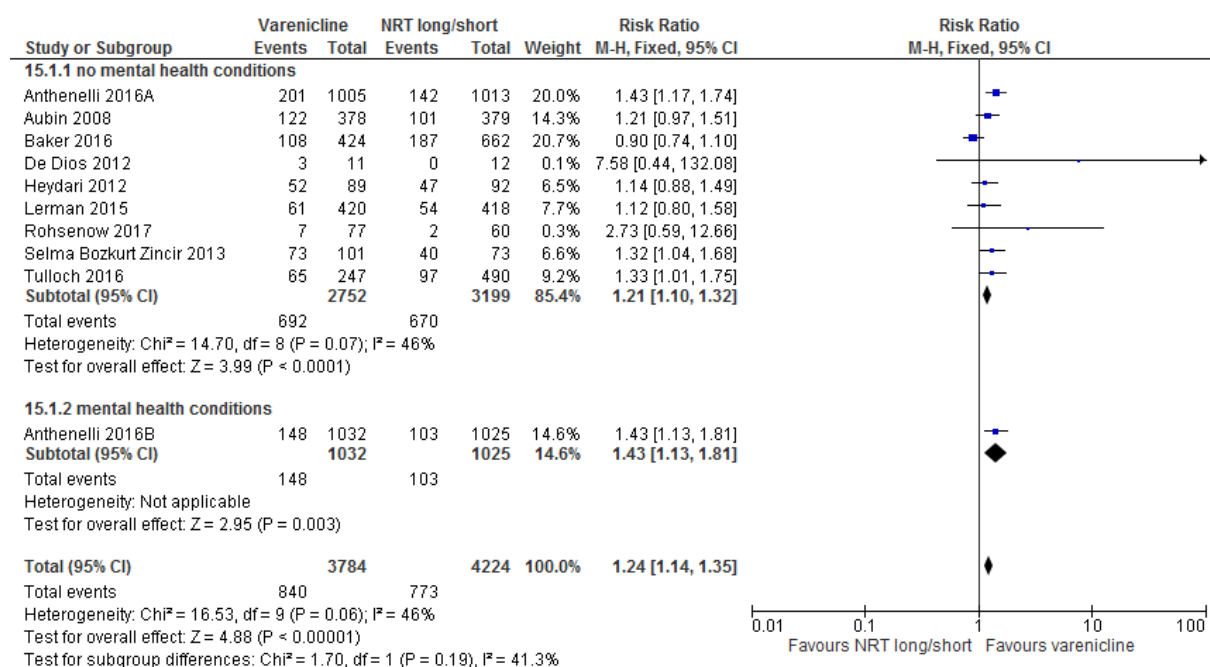 Varenicline NRT long/short Risk Ratio Risk Ratio
Study or Subgroup Events Total Events Total Weight M-H, Fixed, 95% CI M-H, Fixed, 95% CI
15.1.1 no mental health conditions
Anthenelli 2016A 201 1005 142 1013 20.0% 1.43 [1.17, 1.74]
Aubin 2008 122 378 101 379 14.3% 1.21 [0.97, 1.51]
Baker 2016 108 424 187 662 20.7% 0.90 [0.74, 1.10]
De Dios 2012 3 11 0 12 0.1% 7.58 [0.44, 132.08]
Heydari 2012 52 89 47 92 6.5% 1.14 [0.88, 1.49]
Lerman 2015 61 420 54 418 7.7% 1.12 [0.80, 1.58]
Rohsenow 2017 7 77 2 60 0.3% 2.73 [0.59, 12.66]
Selma Bozkurt Zincir 2013 73 101 40 73 6.6% 1.32 [1.04, 1.68]
Tulloch 2016 65 247 97 490 9.2% 1.33 [1.01, 1.75]
Subtotal (95% CI) 2752 3199 85.4% 1.21 [1.10, 1.32]
Total events 692 670
Heterogeneity: Chi² = 14.70, df = 8 (P = 0.07); I² = 46%
Test for overall effect: Z = 3.99 (P < 0.0001)
15.1.2 mental health conditions
Anthenelli 2016B 148 1032 103 1025 14.6% 1.43 [1.13, 1.81]
Subtotal (95% CI) 1032 1025 14.6% 1.43 [1.13, 1.81]
Total events 148 103
Heterogeneity: Not applicable
Test for overall effect: Z = 2.95 (P = 0.003)
Total (95% CI) 3784 4224 100.0% 1.24 [1.14, 1.35]
Total events 840 773
Heterogeneity: Chi² = 16.53, df = 9 (P = 0.06); I² = 46%
Test for overall effect: Z = 4.88 (P < 0.00001)
Test for subgroup differences: Chi² = 1.70, df = 1 (P = 0.19), I² = 41.3%
0.01 0.1 1 10 100
Favours NRT long/short Favours varenicline